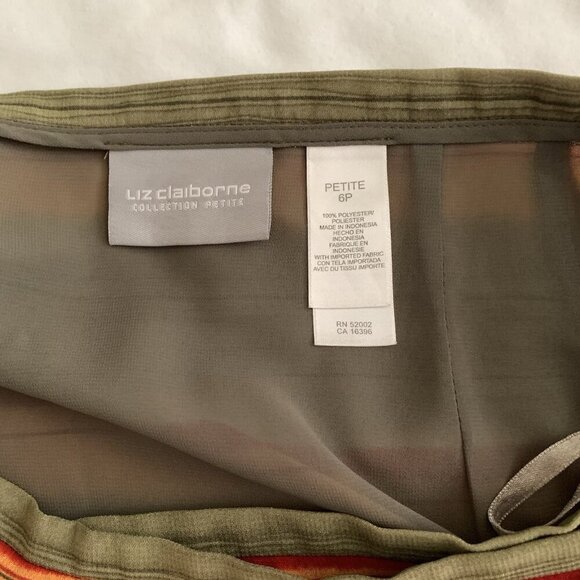 Liz claiborne
COLLECTION PETITE
PETITE
6P
100% POLYESTER/
POLIESTER
MADE IN INDONESIA
HECHO EN
INDONESIA
FABRIQUE EN
INDONESIE
WITH IMPORTED FABRIC
CON TELA IMPORTADA
AVEC DU TISSU IMPORTE
RN 52002
CA 16396